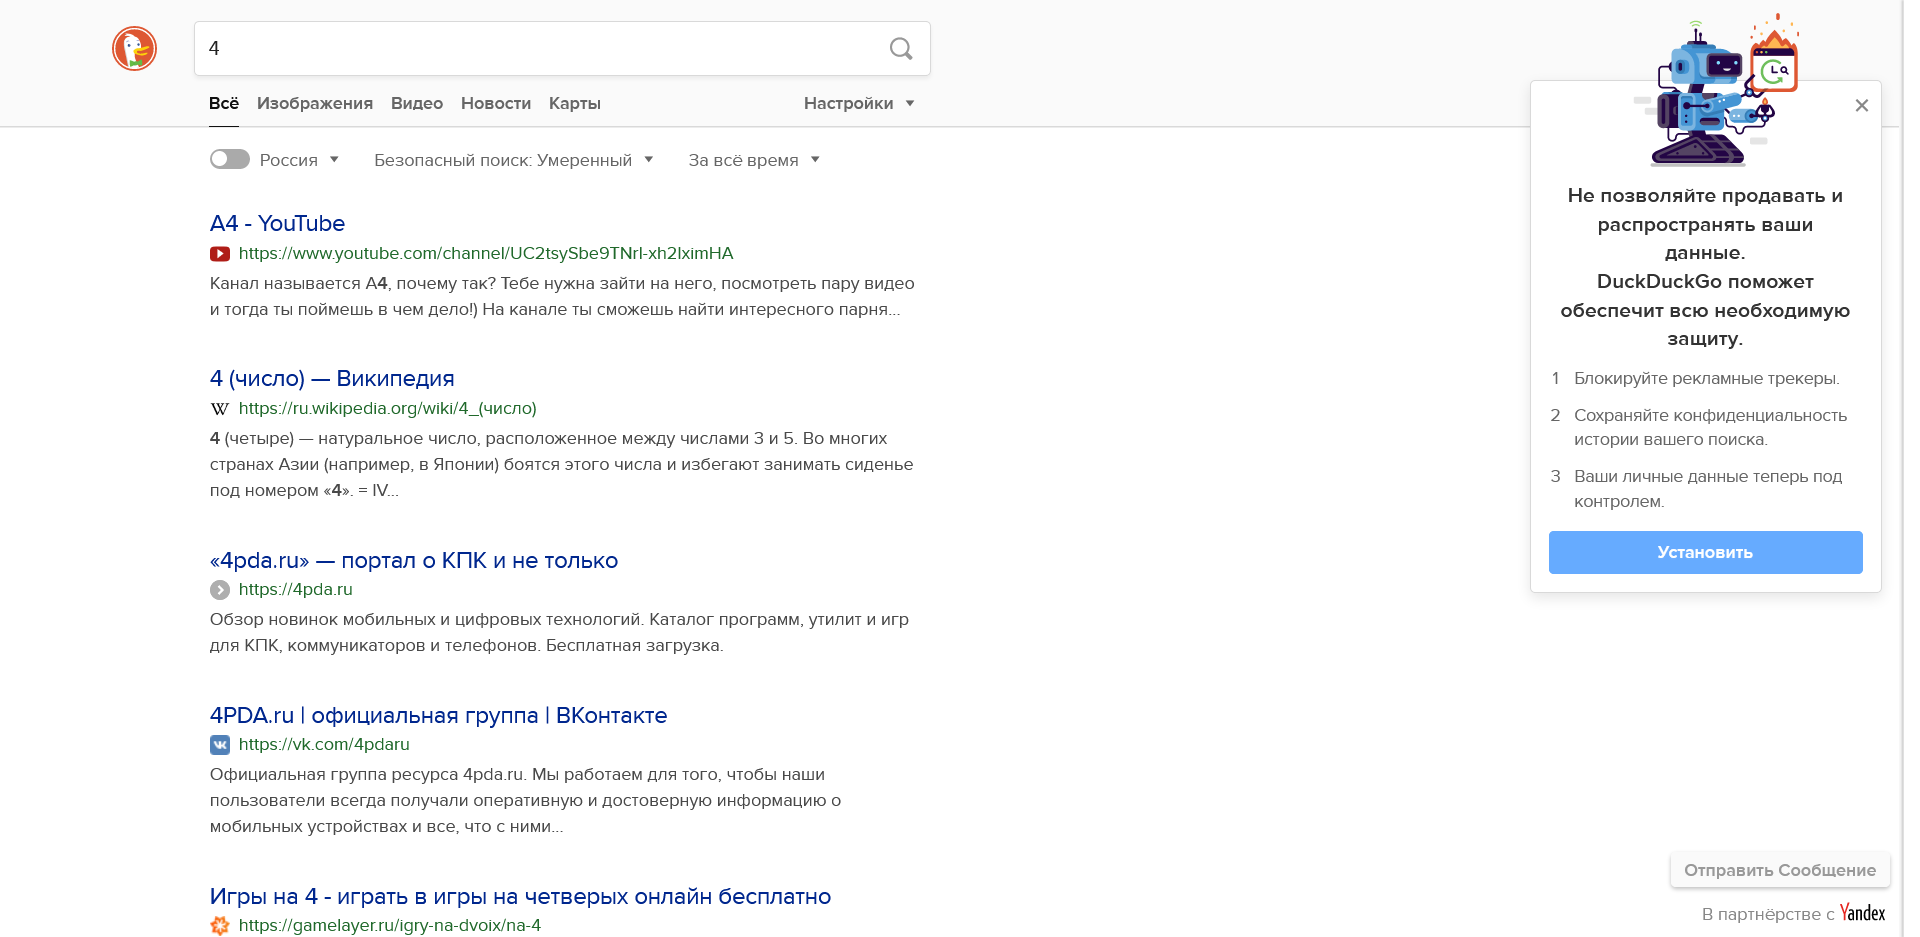 4
Всё Изображения Видео Новости Карты Настройки
Россия Безопасный поиск: Умеренный За всё время
A4 - YouTube
https://www.youtube.com/channel/UC2tsySbe9TNrI-xh2lximHA
Канал называется А4, почему так? Тебе нужна зайти на него, посмотреть пару видео
и тогда ты поймешь в чем дело!) На канале ты сможешь найти интересного парня...
4 (число) — Википедия
W https://ru.wikipedia.org/wiki/4_(число)
4 (четыре) — натуральное число, расположенное между числами 3 и 5. Во многих
странах Азии (например, в Японии) боятся этого числа и избегают занимать сиденье
под номером «4». = IV...
«4pda.ru» — портал о КПК и не только
https://4pda.ru
Обзор новинок мобильных и цифровых технологий. Каталог программ, утилит и игр
для КПК, коммуникаторов и телефонов. Бесплатная загрузка.
4PDA.ru | официальная группа | ВКонтакте
https://vk.com/4pdaru
Официальная группа ресурса 4pda.ru. Мы работаем для того, чтобы наши
пользователи всегда получали оперативную и достоверную информацию о
мобильных устройствах и все, что с ними...
Игры на 4 - играть в игры на четверых онлайн бесплатно
https://gamelayer.ru/igry-na-dvoix/na-4
Не позволяйте продавать и
распространять ваши
данные.
DuckDuckGo поможет
обеспечит всю необходимую
защиту.
1 Блокируйте рекламные трекеры.
2 Сохраняйте конфиденциальность
истории вашего поиска.
3 Ваши личные данные теперь под
контролем.
Установить
Отправить Сообщение
В партнёрстве с Yandex